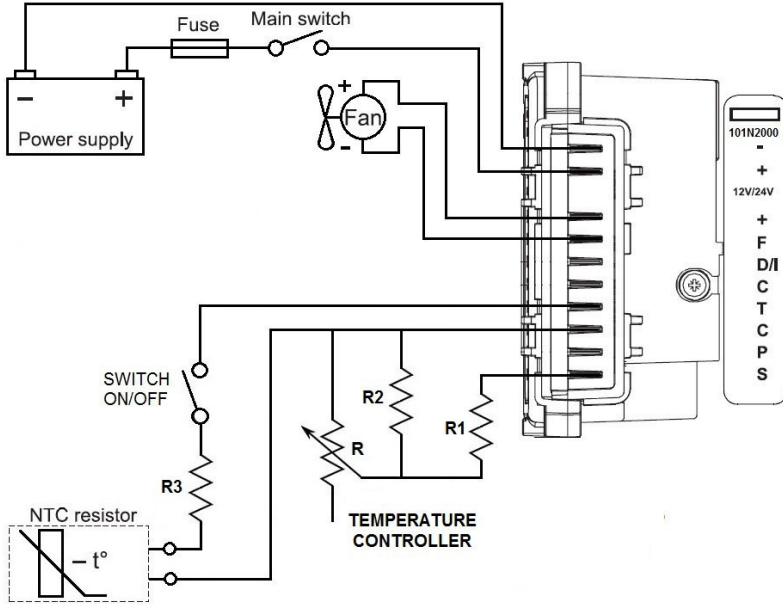 Fuse
Main switch
–
+
Power supply
+
Fan
-
101N2000
-
+
12V/24V
+
F
D/I
C
T
C
P
S
SWITCH
ON/OFF
R2
R1
R
R3
TEMPERATURE
CONTROLLER
NTC resistor
– t°